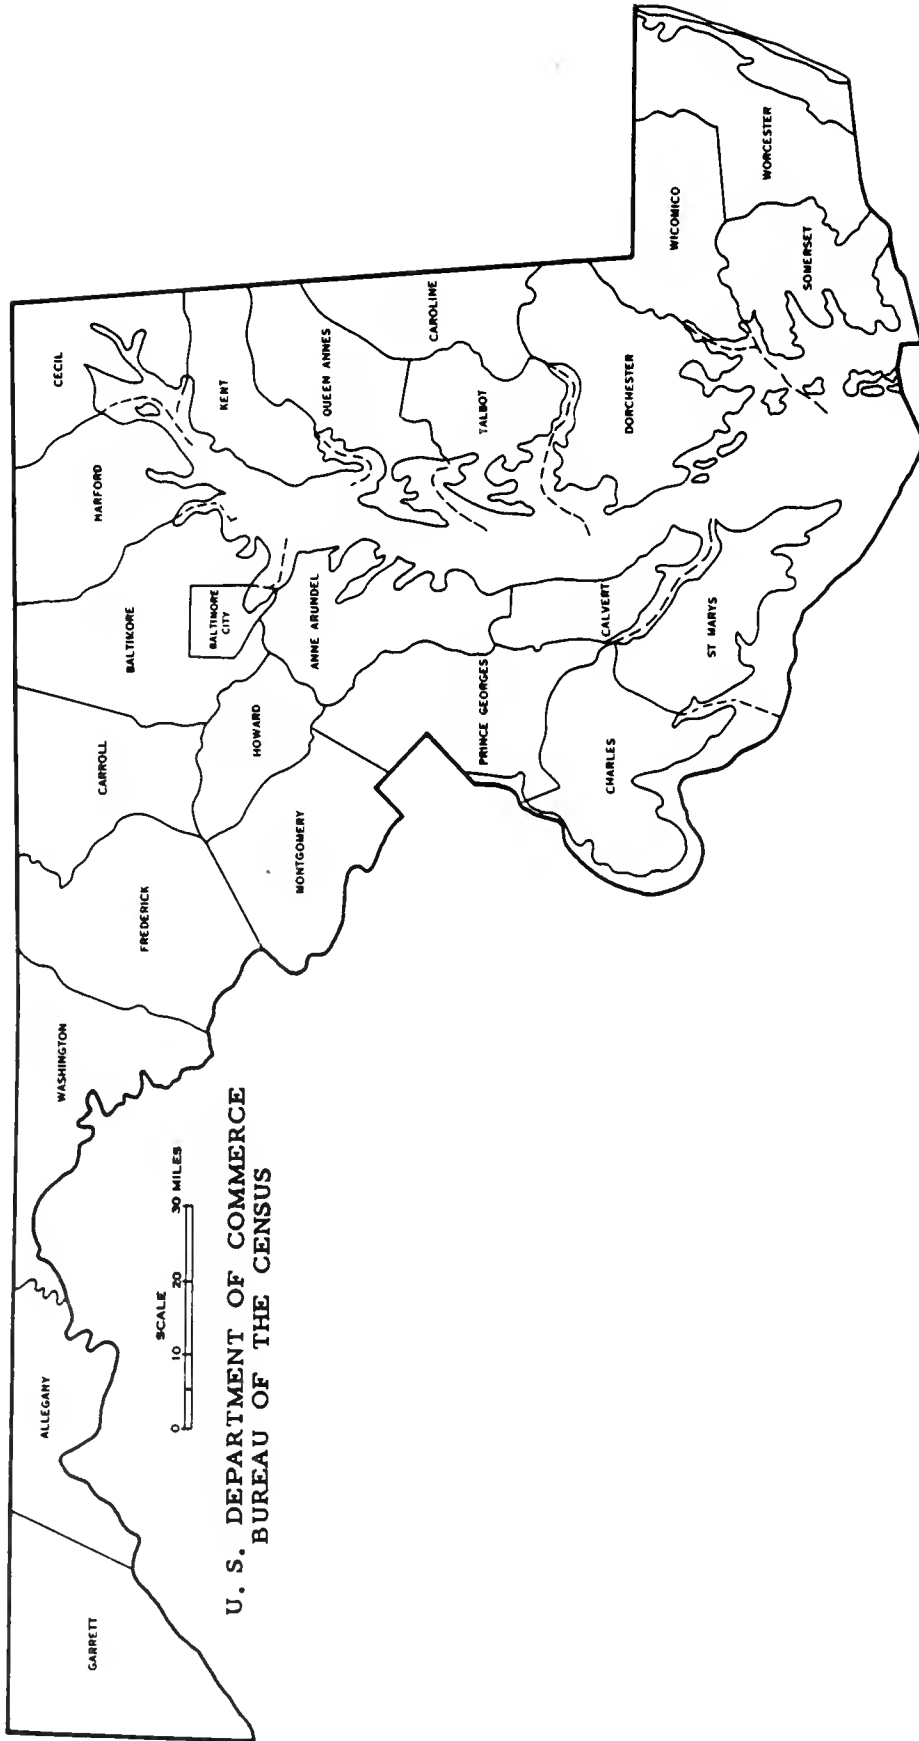 GARRETT
ALLEGANY
WASHINGTON
FREDERICK
CARROLL
BALTIMORE
HARFORD
CECIL
BALTIMORE
CITY
KENT
HOWARD
MONTGOMERY
ANNE ARUNDEL
QUEEN ANNES
CAROLINE
PRINCE GEORGES
TALBOT
CALVERT
CHARLES
DORCHESTER
WICOMICO
ST MARYS
WORCESTER
SOMERSET
SCALE
0 10 20 30 MILES
U. S. DEPARTMENT OF COMMERCE
BUREAU OF THE CENSUS